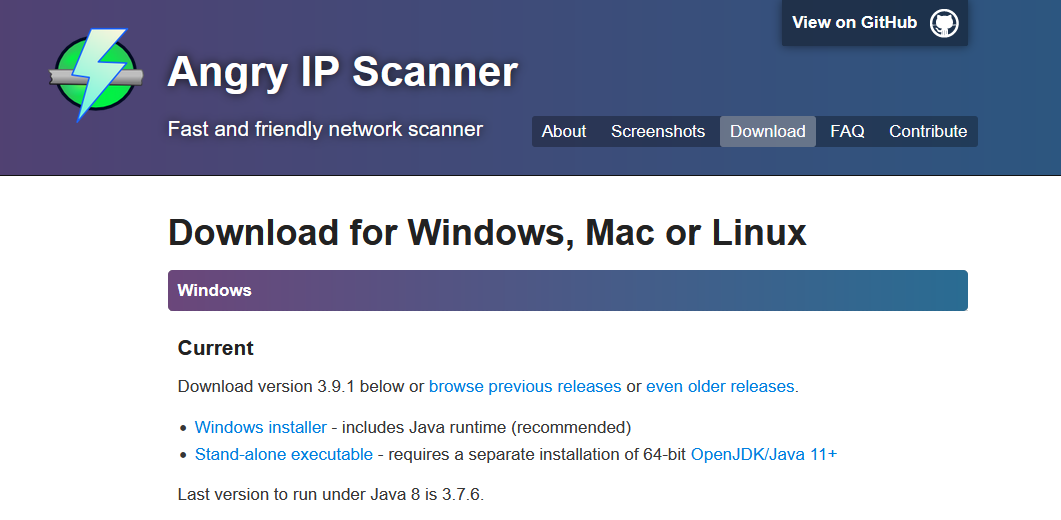 View on GitHub
Angry IP Scanner
Fast and friendly network scanner
About Screenshots Download FAQ Contribute
Download for Windows, Mac or Linux
Windows
Current
Download version 3.9.1 below or browse previous releases or even older releases.
• Windows installer - includes Java runtime (recommended)
• Stand-alone executable - requires a separate installation of 64-bit OpenJDK/Java 11+
Last version to run under Java 8 is 3.7.6.